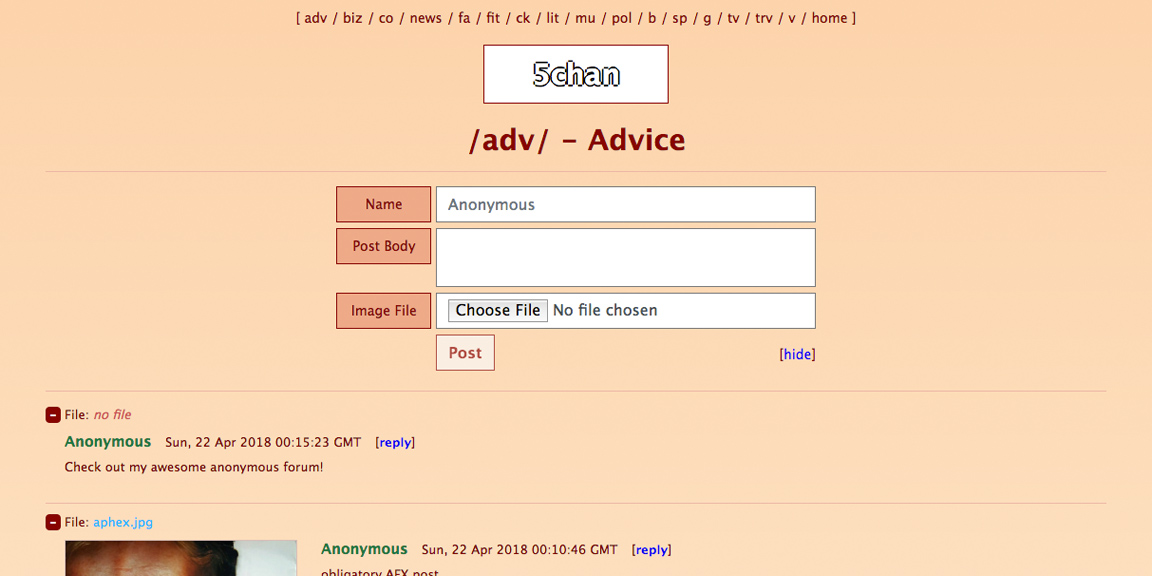 [ adv / biz / co / news / fa / fit / ck / lit / mu / pol / b / sp / g / tv / trv / v / home ]
5chan
/adv/ – Advice
Name
Anonymous
Post Body
Image File
Choose File No file chosen
Post
[hide]
File: no file
Anonymous Sun, 22 Apr 2018 00:15:23 GMT [reply]
Check out my awesome anonymous forum!
File: aphex.jpg
Anonymous Sun, 22 Apr 2018 00:10:46 GMT [reply]
obligatory AFX post